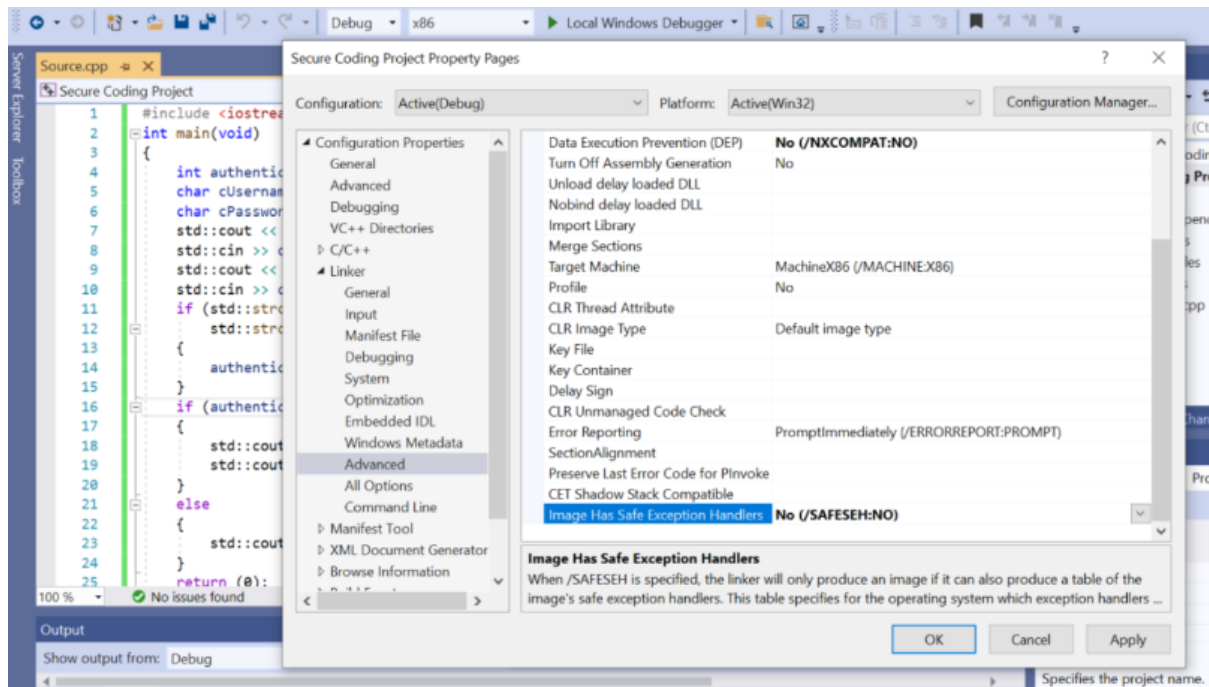 Debug
x86
Local Windows Debugger
Server Explorer
Toolbox
Source.cpp
Secure Coding Project
1 #include <iostrea
2 int main(void)
3 {
4 int authentic
5 char cUsernam
6 char cPasswor
7 std::cout <<
8 std::cin >>
9 std::cout <<
10 std::cin >>
11 if (std::strc
12 std::strc
13 {
14 authentic
15 }
16 if (authentic
17 {
18 std::cout
19 std::cout
20 }
21 else
22 {
23 std::cout
24 }
25 return (0);
100 %
No issues found
Output
Show output from: Debug
Secure Coding Project Property Pages
?
Configuration: Active(Debug)
Platform: Active(Win32)
Configuration Manager...
Configuration Properties
General
Advanced
Debugging
VC++ Directories
C/C++
Linker
General
Input
Manifest File
Debugging
System
Optimization
Embedded IDL
Windows Metadata
Advanced
All Options
Command Line
Manifest Tool
XML Document Generator
Browse Information
Data Execution Prevention (DEP) No (/NXCOMPAT:NO)
Turn Off Assembly Generation No
Unload delay loaded DLL
Nobind delay loaded DLL
Import Library
Merge Sections
Target Machine MachineX86 (/MACHINE:X86)
Profile No
CLR Thread Attribute
CLR Image Type Default image type
Key File
Key Container
Delay Sign
CLR Unmanaged Code Check
Error Reporting PromptImmediately (/ERRORREPORT:PROMPT)
SectionAlignment
Preserve Last Error Code for PInvoke
CET Shadow Stack Compatible
Image Has Safe Exception Handlers No (/SAFESEH:NO)
Image Has Safe Exception Handlers
When /SAFESEH is specified, the linker will only produce an image if it can also produce a table of the
image's safe exception handlers. This table specifies for the operating system which exception handlers ...
OK
Cancel
Apply
Specifies the project name.